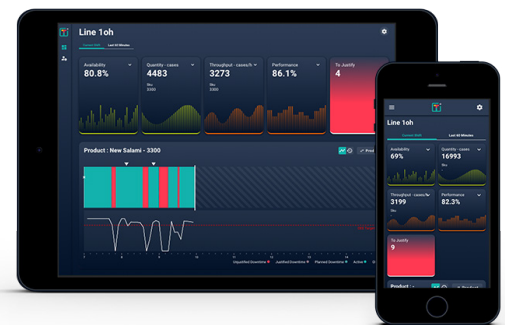 Line 1oh
Current Shift
Last 60 Minutes
Availability
80.8%
Quantity - cases
4483
Throughput - cases/h
3273
Sku
3300
Performance
86.1%
To Justify
4
Product : New Salami - 3300
Unjustified Downtime
Justified Downtime
Planned Downtime
Active
Line 1oh
Last 60 Minutes
Availability
69%
Quantity - cases
16993
Throughput - cases/h
3199
Performance
82.3%
To Justify
9
Product : -